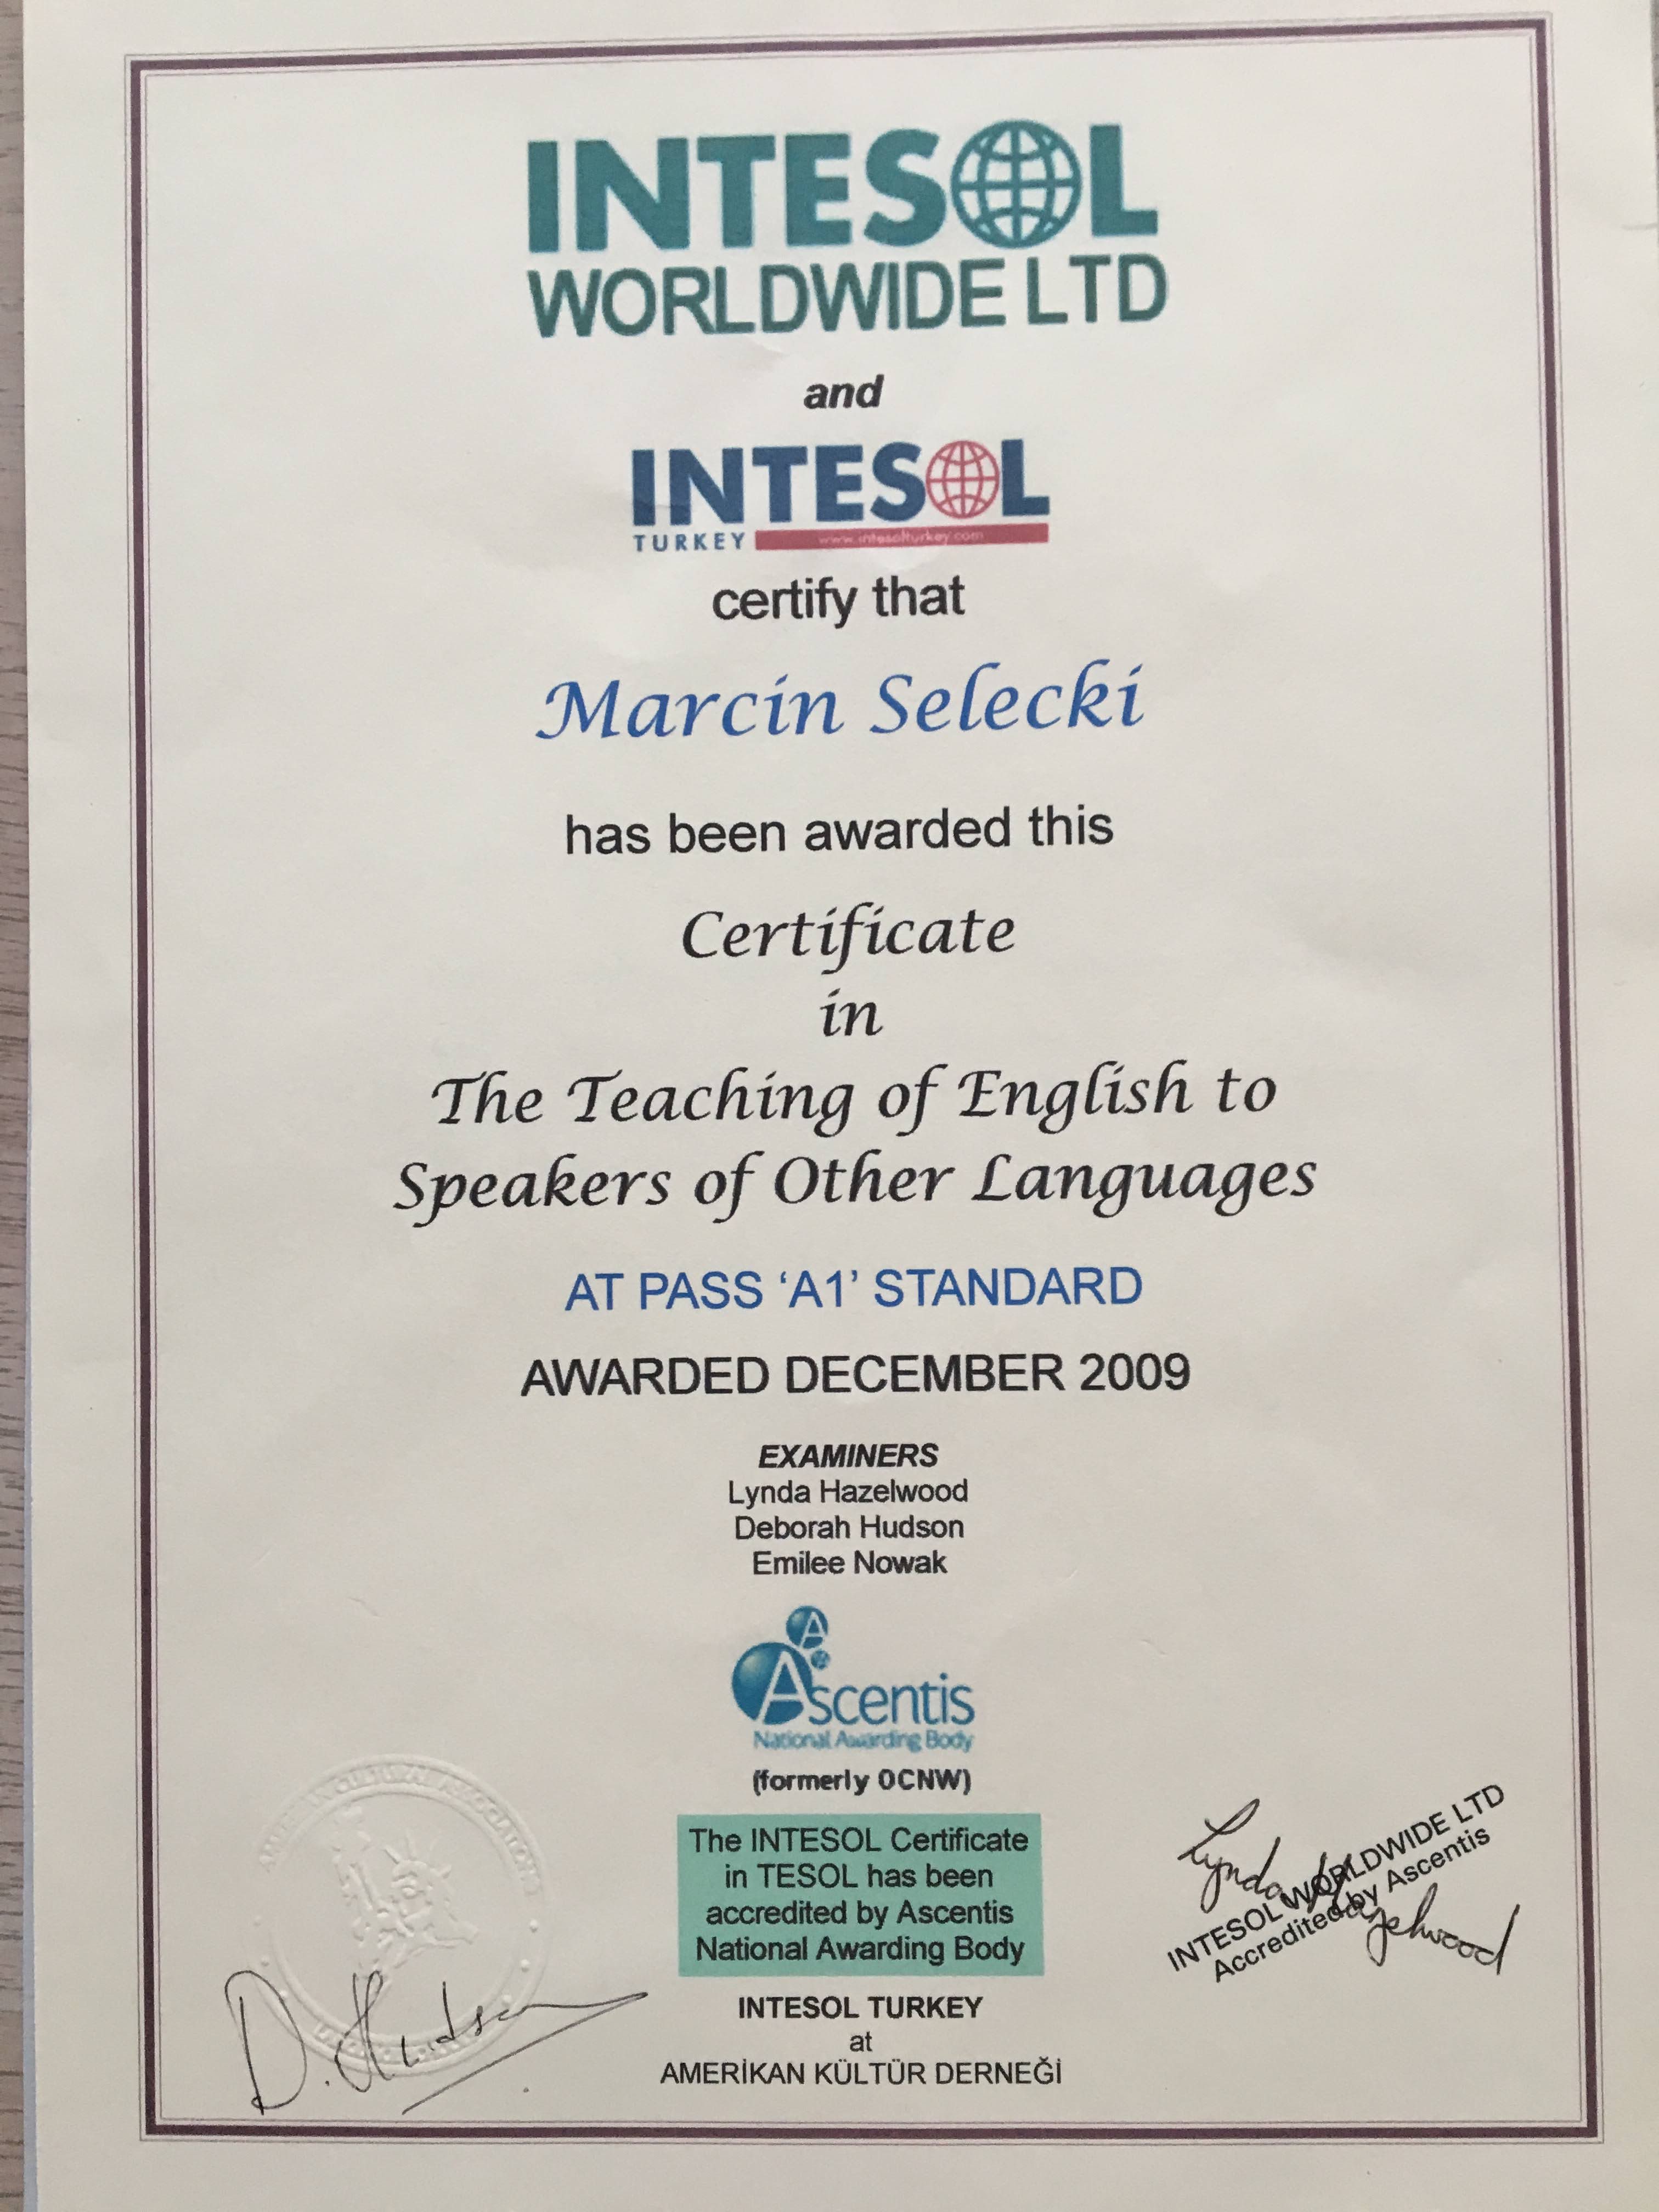 INTESOL
WORLDWIDE LTD
and
INTESOL
TURKEY www.intesolturkey.com
certify that
Marcin Selecki
has been awarded this
Certificate
in
The Teaching of English to
Speakers of Other Languages
AT PASS ‘A1’ STANDARD
AWARDED DECEMBER 2009
EXAMINERS
Lynda Hazelwood
Deborah Hudson
Emilee Nowak
A
Ascentis
National Awarding Body
(formerly OCNW)
The INTESOL Certificate
in TESOL has been
accredited by Ascentis
National Awarding Body
INTESOL TURKEY
at
AMERİKAN KÜLTÜR DERNEĞİ
AMERICAN CULTURAL ASSOCIATION
D. Hudson
Lynda Hazelwood
INTESOL WORLDWIDE LTD
Accredited by Ascentis